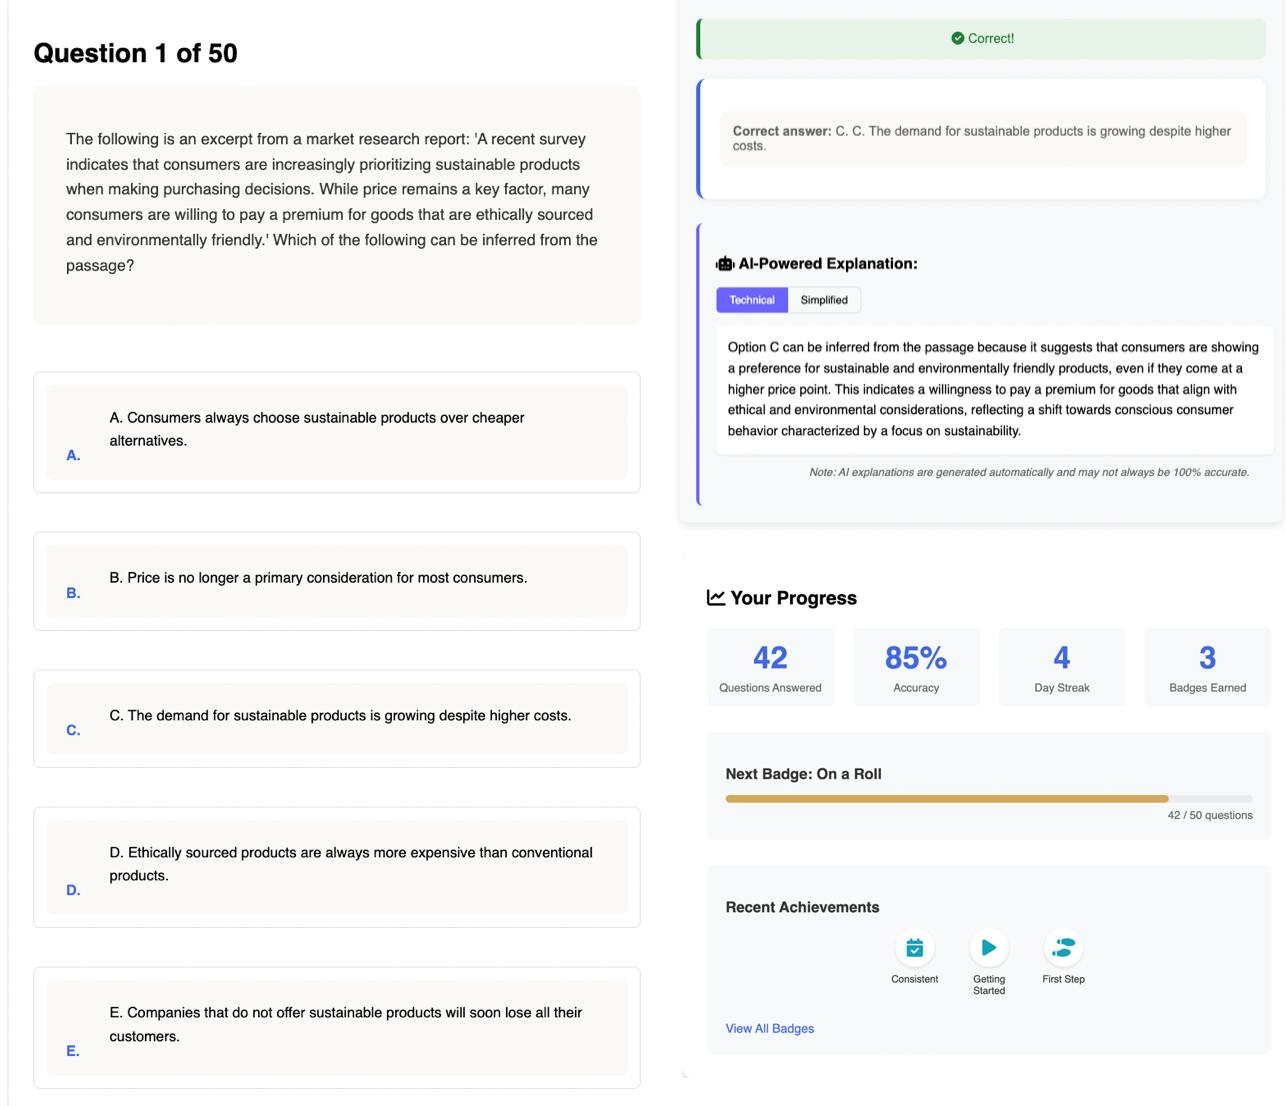 Question 1 of 50
The following is an excerpt from a market research report: 'A recent survey
indicates that consumers are increasingly prioritizing sustainable products
when making purchasing decisions. While price remains a key factor, many
consumers are willing to pay a premium for goods that are ethically sourced
and environmentally friendly.' Which of the following can be inferred from the
passage?
A. Consumers always choose sustainable products over cheaper
alternatives.
A.
B. Price is no longer a primary consideration for most consumers.
B.
C. The demand for sustainable products is growing despite higher costs.
C.
D. Ethically sourced products are always more expensive than conventional
products.
D.
E. Companies that do not offer sustainable products will soon lose all their
customers.
E.
Correct!
Correct answer: C. C. The demand for sustainable products is growing despite higher
costs.
AI-Powered Explanation:
Technical Simplified
Option C can be inferred from the passage because it suggests that consumers are showing
a preference for sustainable and environmentally friendly products, even if they come at a
higher price point. This indicates a willingness to pay a premium for goods that align with
ethical and environmental considerations, reflecting a shift towards conscious consumer
behavior characterized by a focus on sustainability.
Note: AI explanations are generated automatically and may not always be 100% accurate.
Your Progress
42 85% 4 3
Questions Answered Accuracy Day Streak Badges Earned
Next Badge: On a Roll
42 / 50 questions
Recent Achievements
Consistent Getting First Step
Started
View All Badges